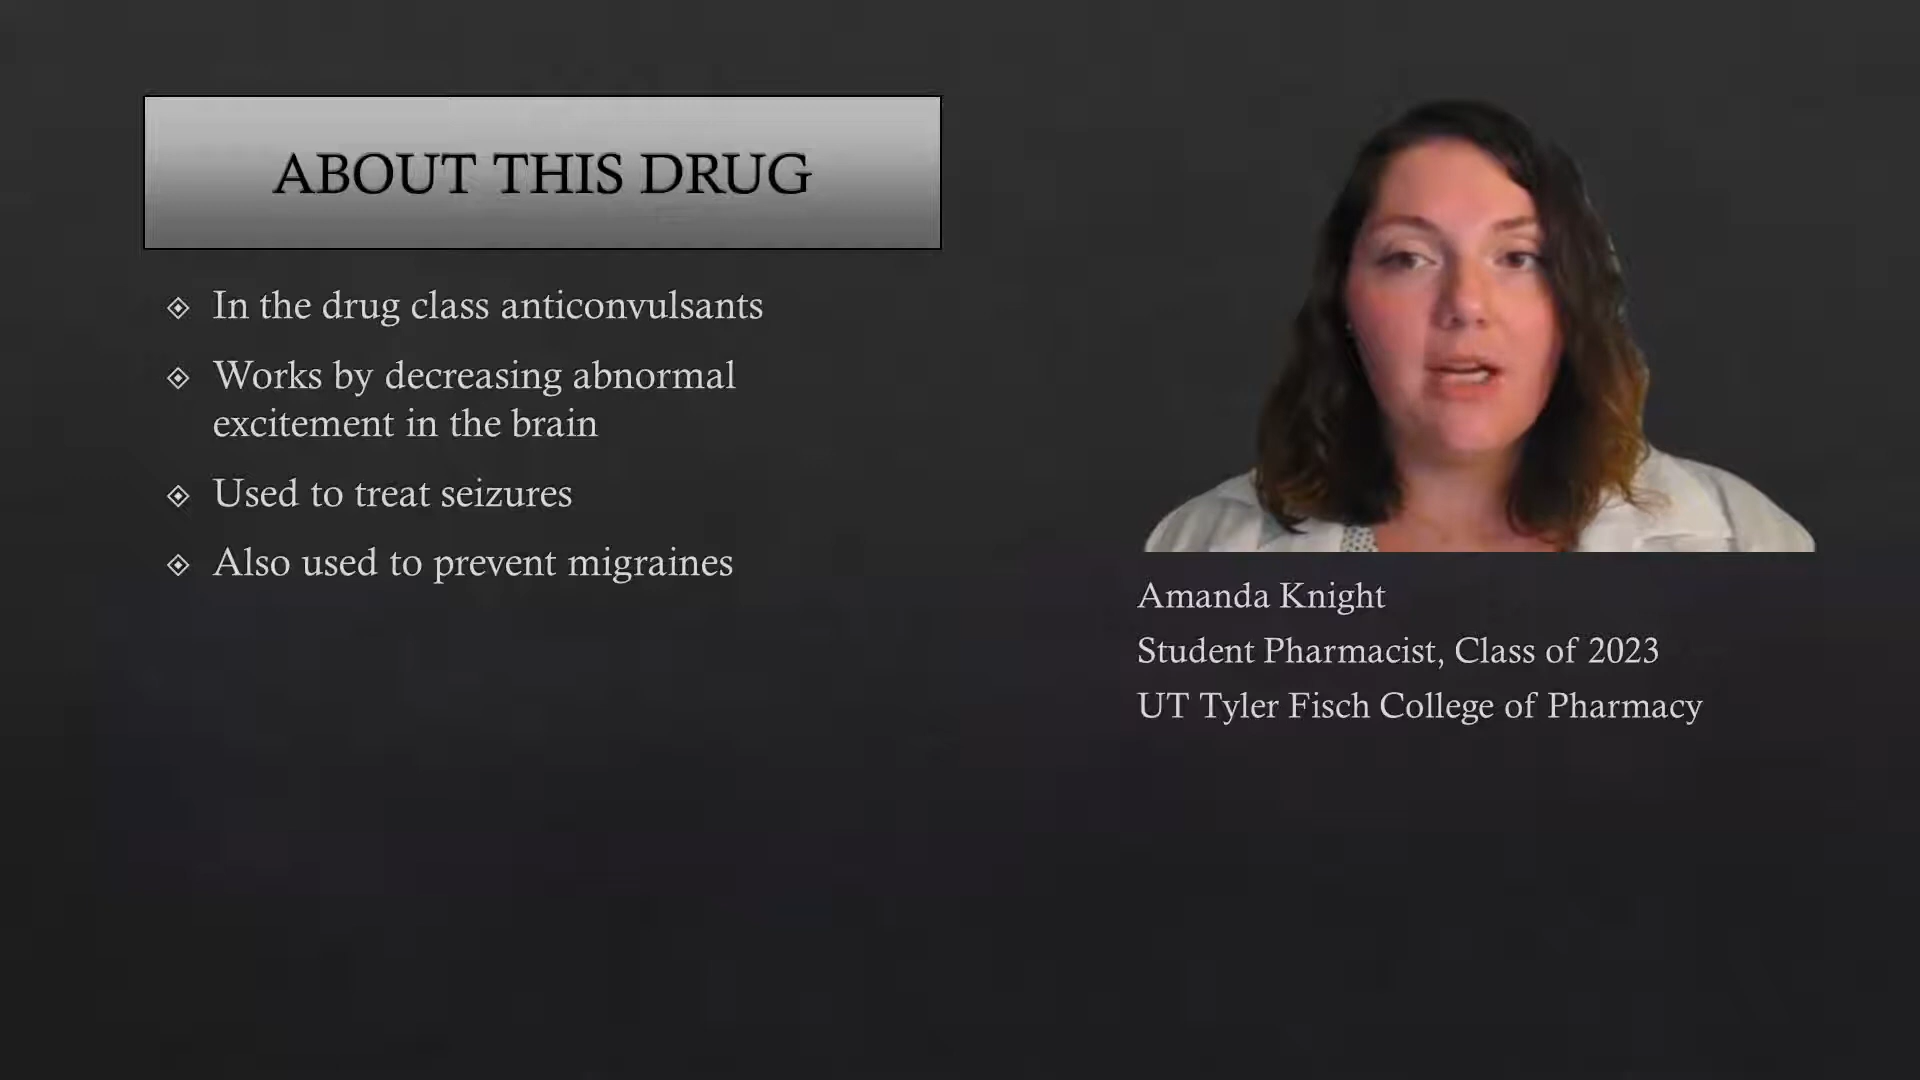 ABOUT THIS DRUG
In the drug class anticonvulsants
Works by decreasing abnormal
excitement in the brain
Used to treat seizures
Also used to prevent migraines
Amanda Knight
Student Pharmacist, Class of 2023
UT Tyler Fisch College of Pharmacy